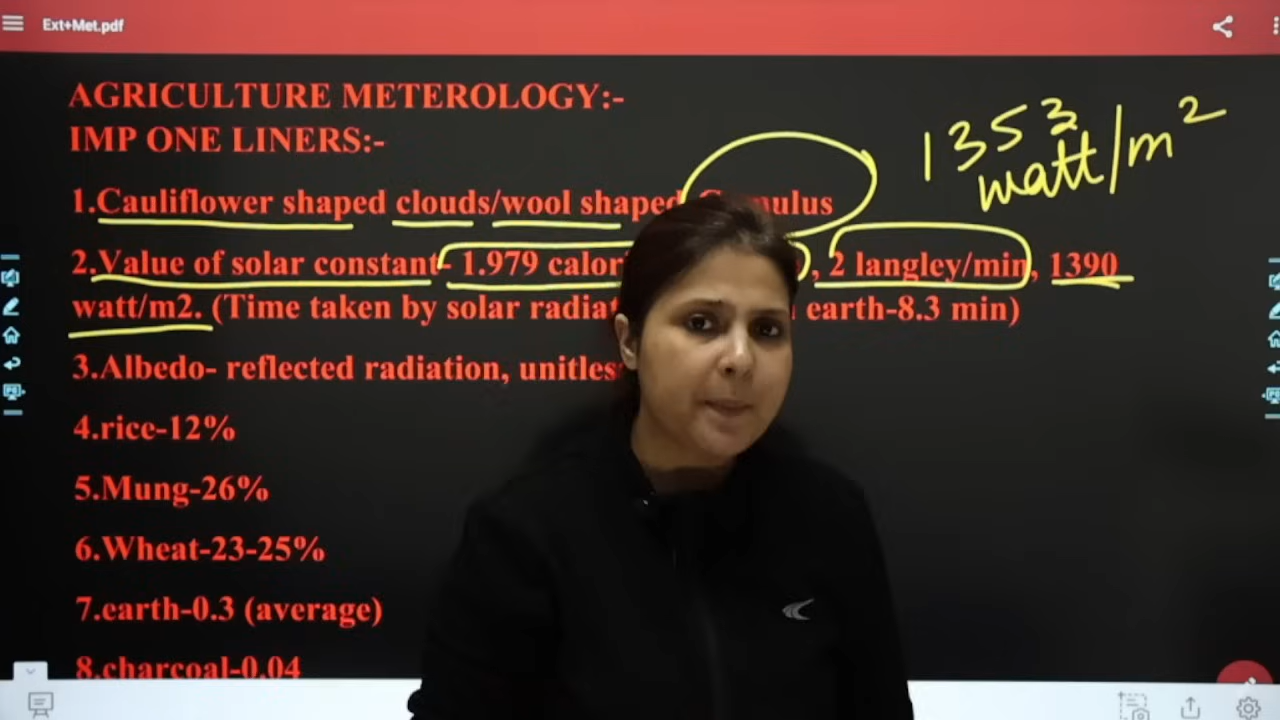 Ext+Met.pdf
AGRICULTURE METEROLOGY:-
IMP ONE LINERS:-
1.Cauliflower shaped clouds/wool shaped
1353
watt/m2
2.Value of solar constant- 1.979 , 2 langley/min, 1390
watt/m2. (Time taken by solar earth-8.3 min)
3.Albedo- reflected radiation,
4.rice-12%
5.Mung-26%
6.Wheat-23-25%
7.earth-0.3 (average)
8.charcoal-0.04